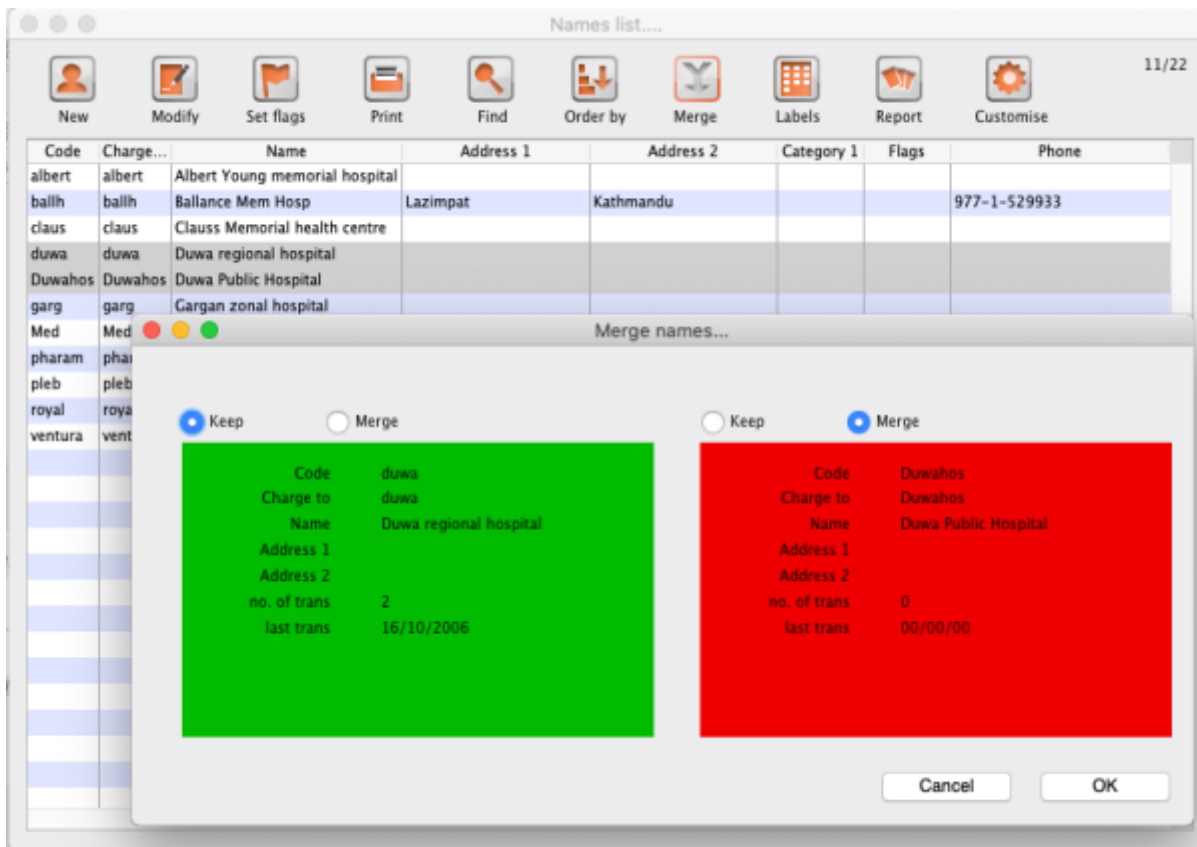 Names list....
11/22
New Modify Set flags Print Find Order by Merge Labels Report Customise
Code Charge... Name Address 1 Address 2 Category 1 Flags Phone
albert albert Albert Young memorial hospital
ballh ballh Ballance Mem Hosp Lazimpat Kathmandu 977-1-529933
claus claus Clauss Memorial health centre
duwa duwa Duwa regional hospital
Duwahos Duwahos Duwa Public Hospital
garg garg Gargan zonal hospital
Med Med
pharam phar
pleb pleb
royal roya
ventura vent
Merge names...
Keep Merge
Code duwa
Charge to duwa
Name Duwa regional hospital
Address 1
Address 2
no. of trans 2
last trans 16/10/2006
Keep Merge
Code Duwahos
Charge to Duwahos
Name Duwa Public Hospital
Address 1
Address 2
no. of trans 0
last trans 00/00/00
Cancel OK